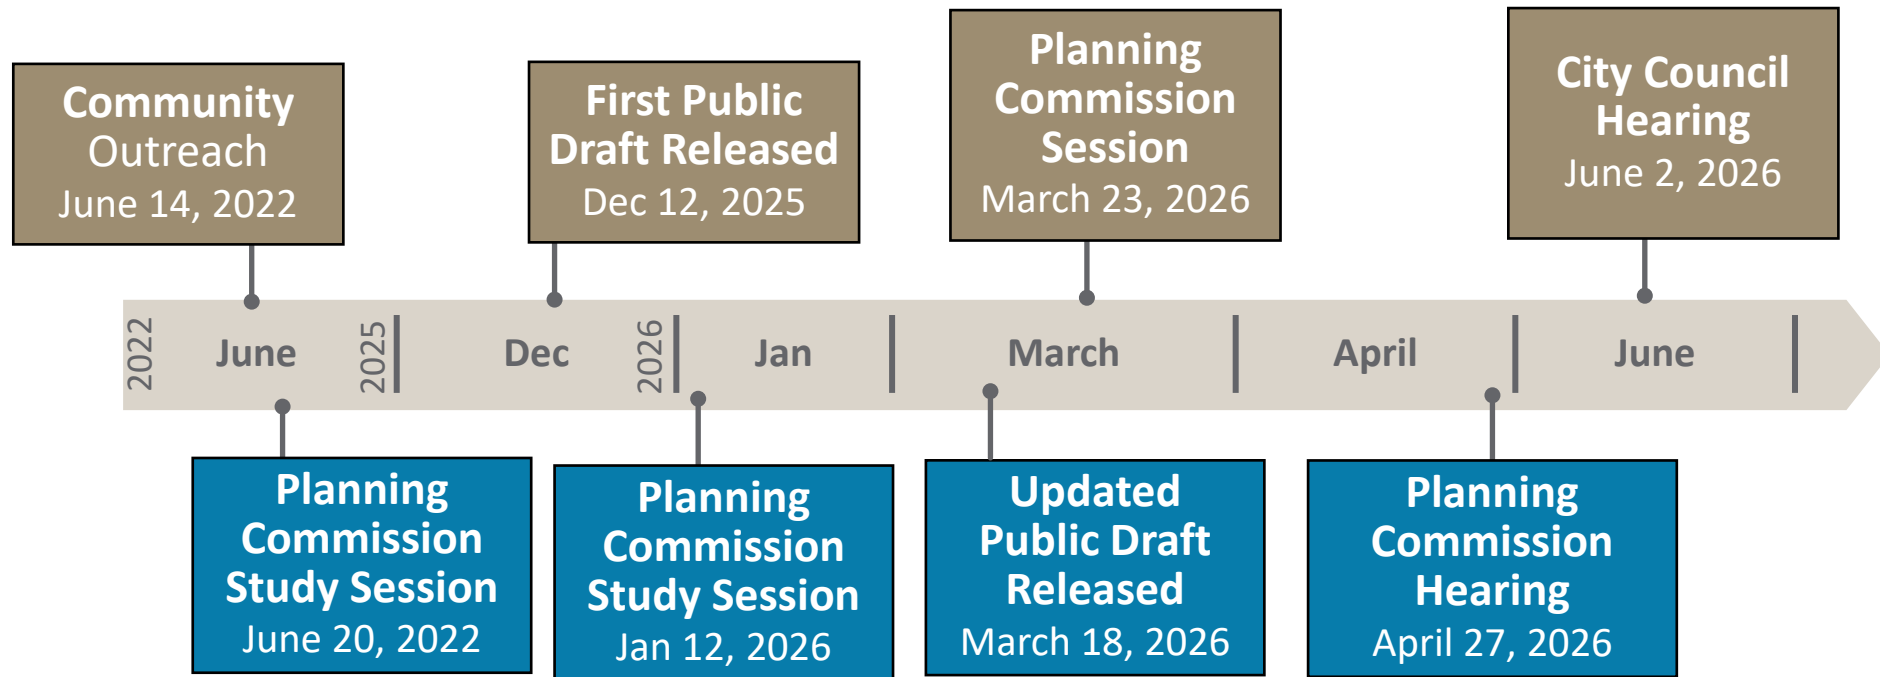 Community
Outreach
June 14, 2022
First Public
Draft Released
Dec 12, 2025
Planning
Commission
Session
March 23, 2026
City Council
Hearing
June 2, 2026
2022
June
2025
Dec
2026
Jan
March
April
June
Planning
Commission
Study Session
June 20, 2022
Planning
Commission
Study Session
Jan 12, 2026
Updated
Public Draft
Released
March 18, 2026
Planning
Commission
Hearing
April 27, 2026